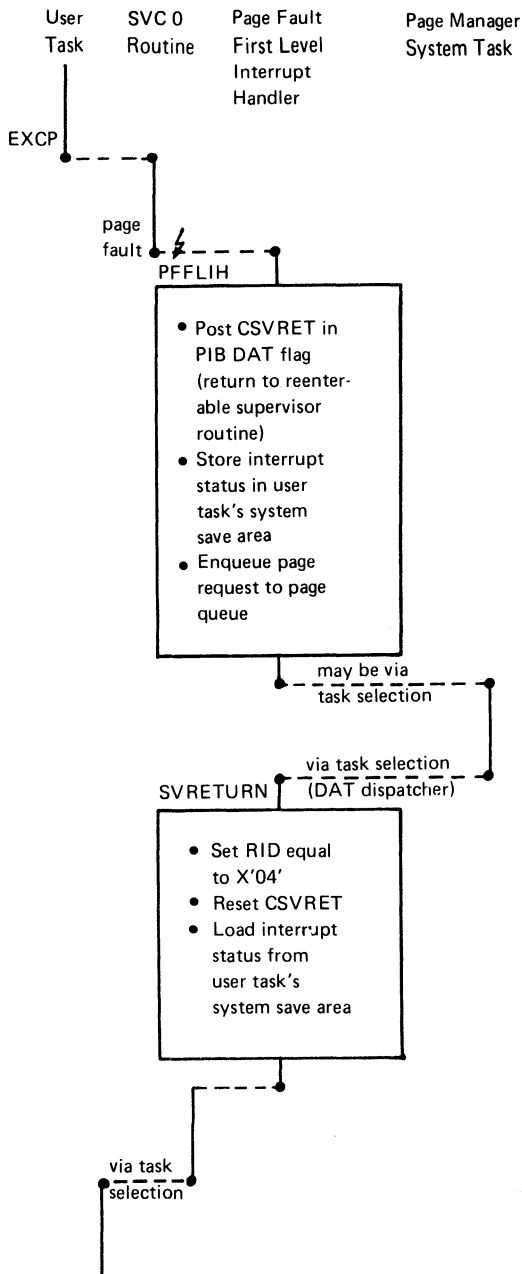 User
Task
SVC 0
Routine
Page Fault
First Level
Interrupt
Handler
Page Manager
System Task
EXCP
page
fault
PFFLIH
• Post CSVRET in
PIB DAT flag
(return to reenter-
able supervisor
routine)
• Store interrupt
status in user
task's system
save area
• Enqueue page
request to page
queue
may be via
task selection
via task selection
(DAT dispatcher)
SVRETURN
• Set RID equal
to X'04'
• Reset CSVRET
• Load interrupt
status from
user task's
system save area
via task
selection